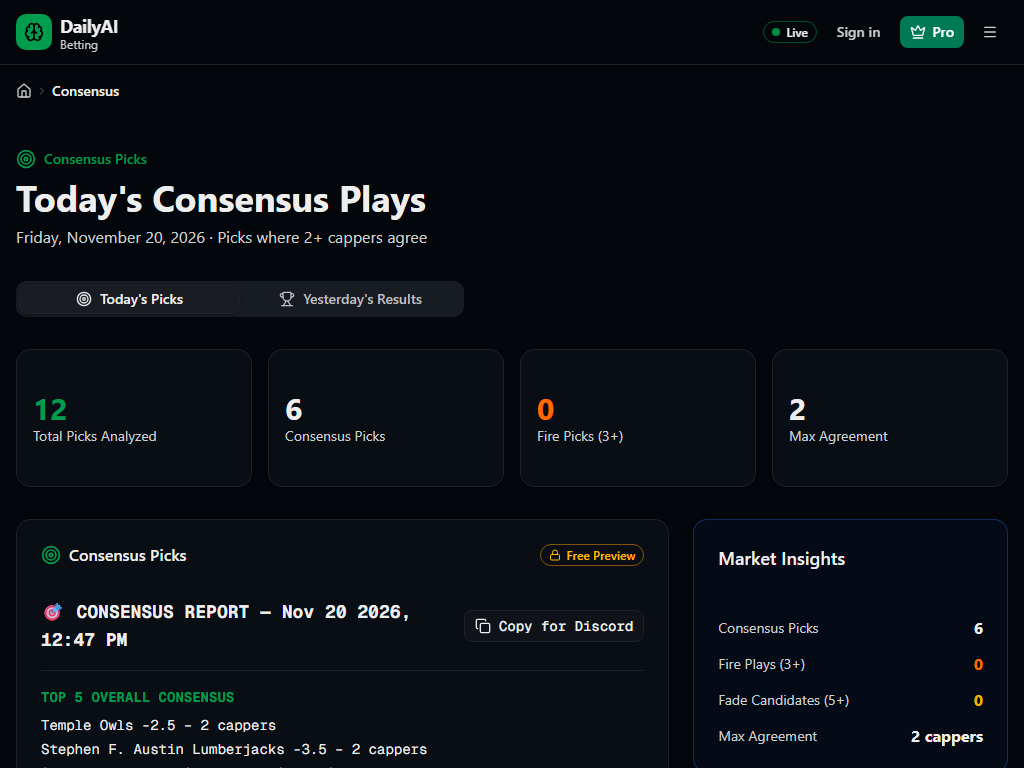 DailyAI
Betting
Live
Sign in
Pro
Consensus
Consensus Picks
Today's Consensus Plays
Friday, November 20, 2026 · Picks where 2+ cappers agree
Today's Picks
Yesterday's Results
12
Total Picks Analyzed
6
Consensus Picks
0
Fire Picks (3+)
2
Max Agreement
Consensus Picks
Free Preview
🎯 CONSENSUS REPORT — Nov 20 2026,
12:47 PM
Copy for Discord
TOP 5 OVERALL CONSENSUS
Temple Owls -2.5 – 2 cappers
Stephen F. Austin Lumberjacks -3.5 – 2 cappers
Market Insights
Consensus Picks 6
Fire Plays (3+) 0
Fade Candidates (5+) 0
Max Agreement 2 cappers